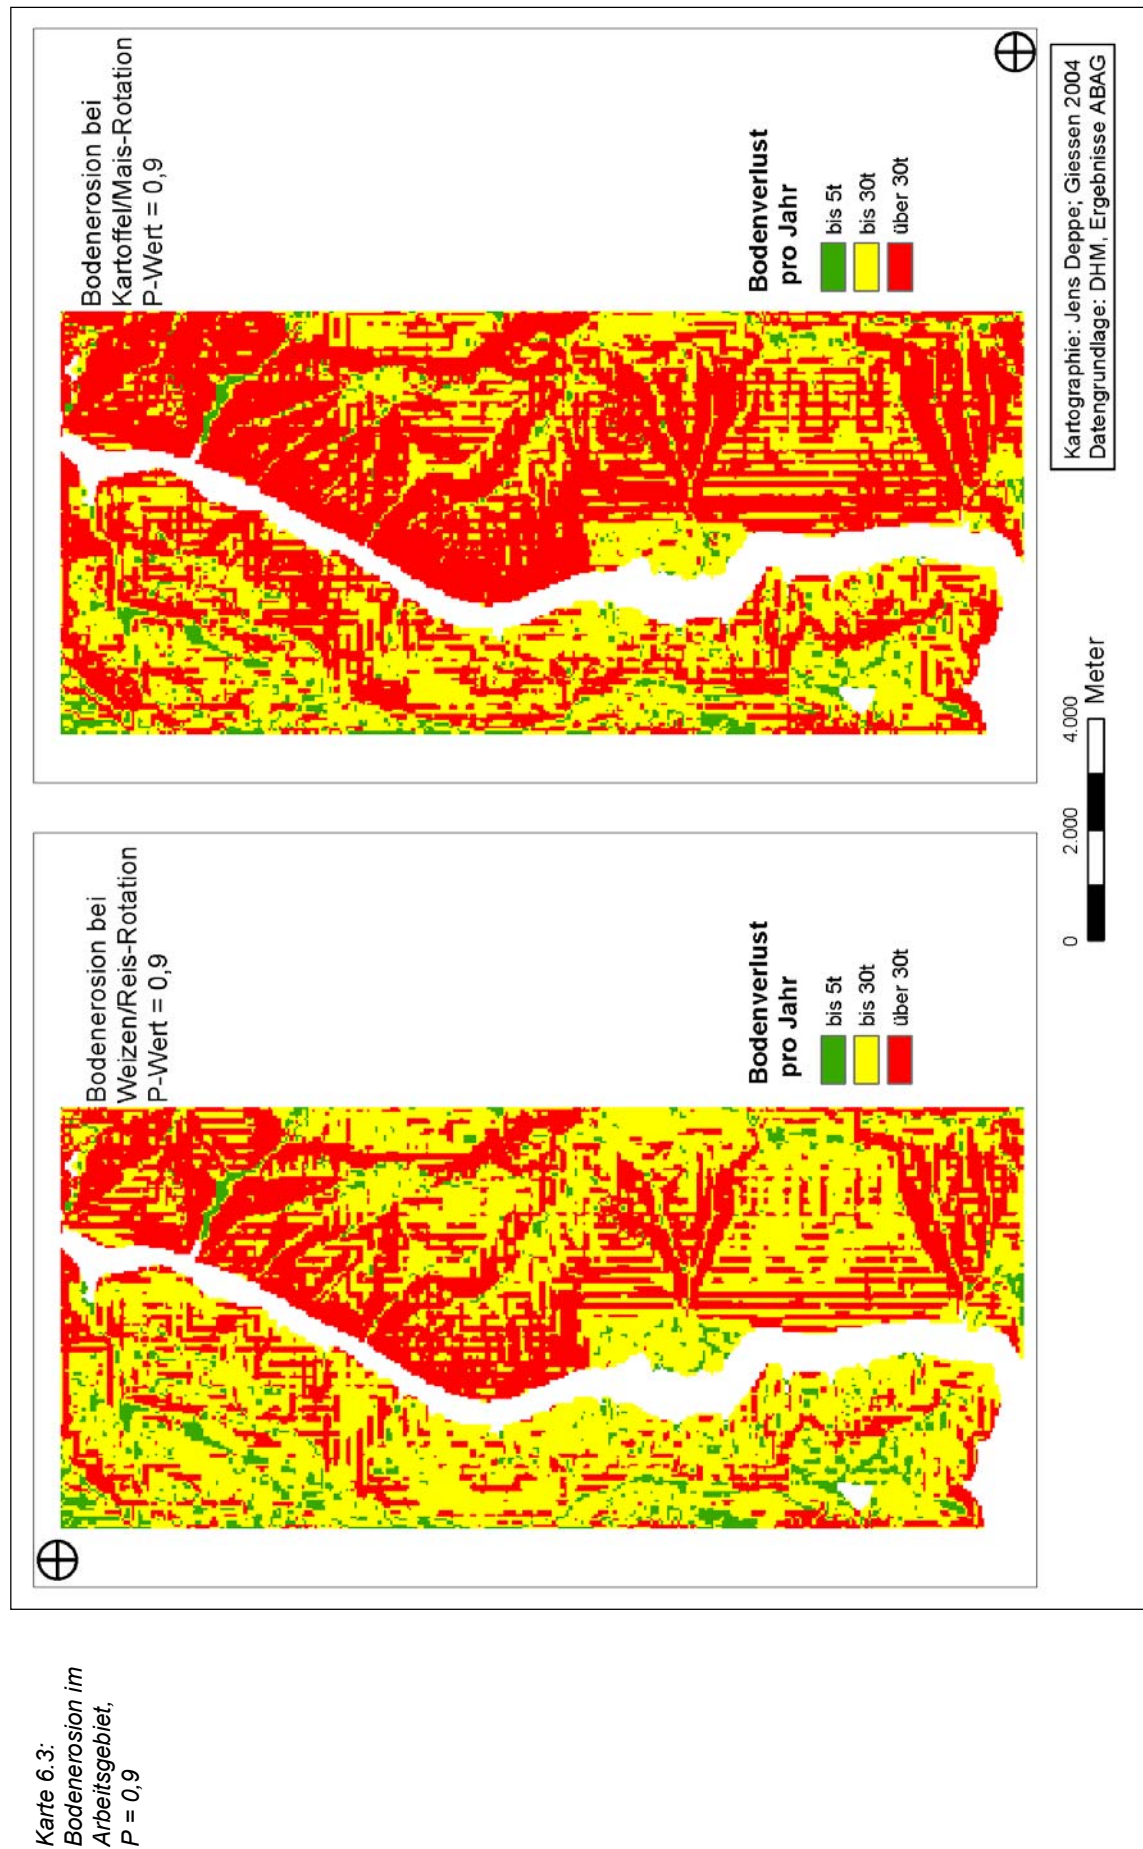 Karte 6.3:
Bodenerosion im
Arbeitsgebiet,
P = 0,9
Bodenerosion bei
Weizen/Reis-Rotation
P-Wert = 0,9
Bodenverlust
pro Jahr
bis 5t
bis 30t
über 30t
Bodenerosion bei
Kartoffel/Mais-Rotation
P-Wert = 0,9
Bodenverlust
pro Jahr
bis 5t
bis 30t
über 30t
0 2.000 4.000
Meter
Kartographie: Jens Deppe; Giessen 2004
Datengrundlage: DHM, Ergebnisse ABAG